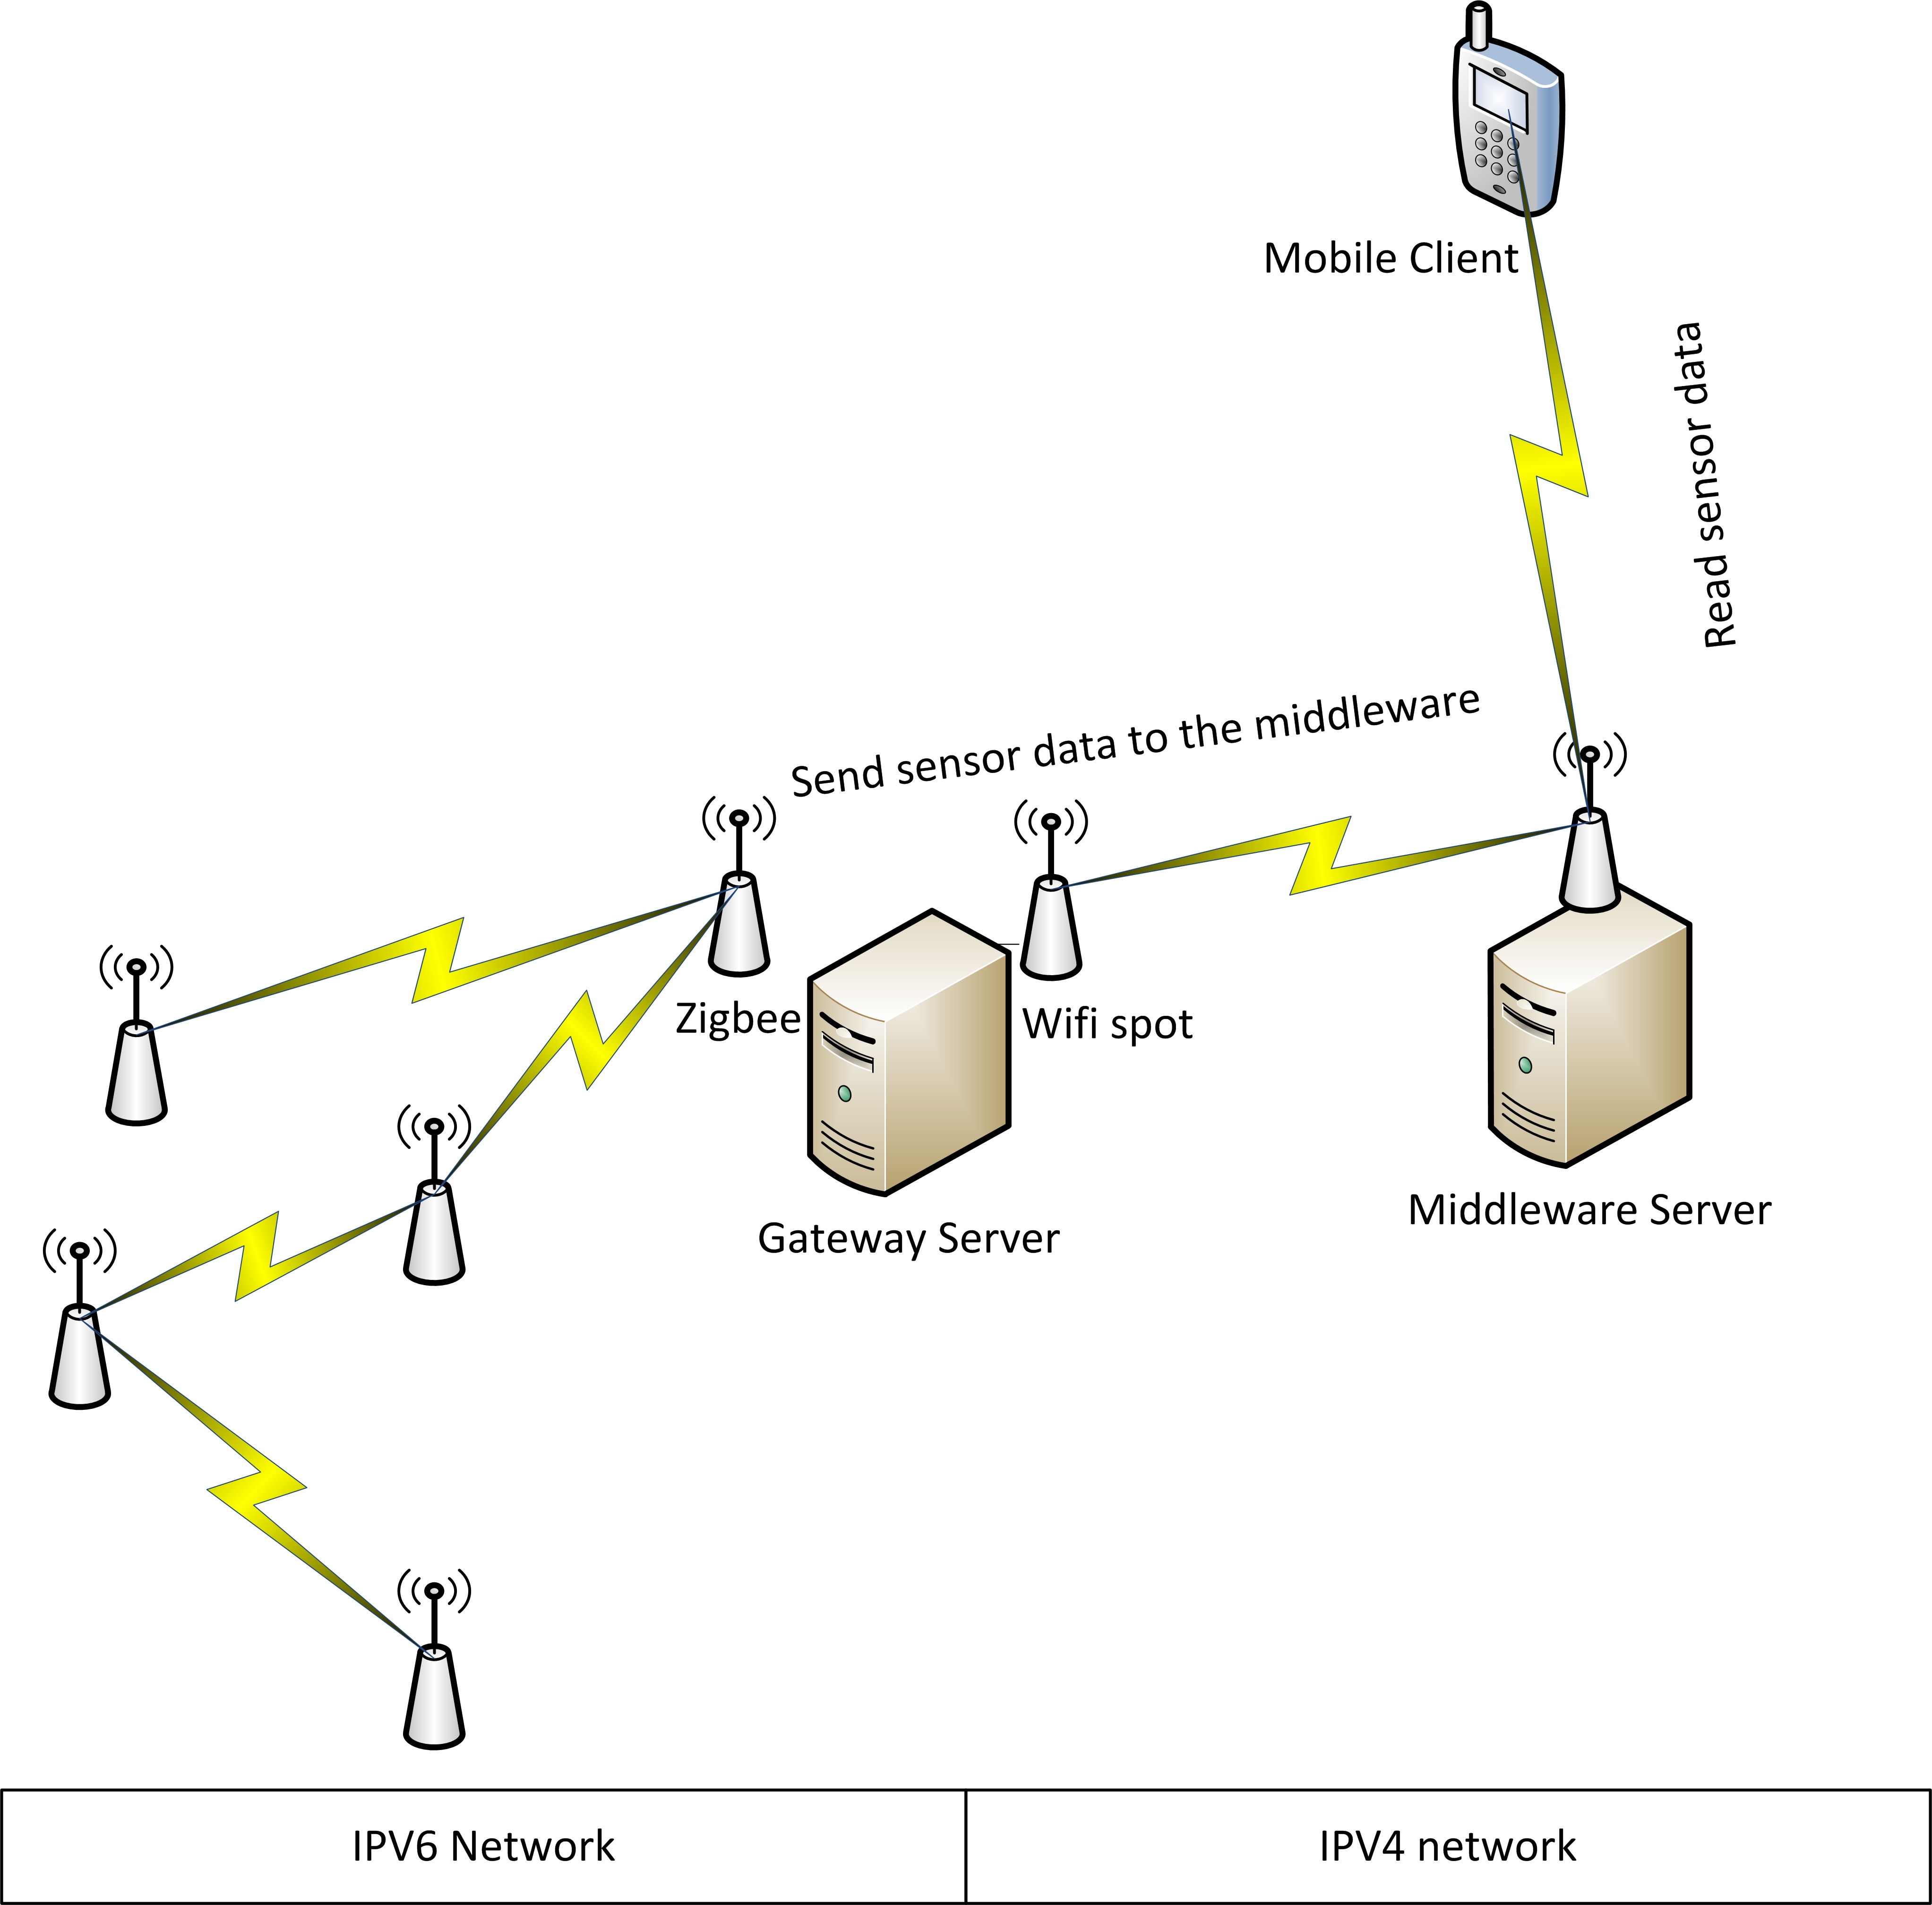 Mobile Client
Read sensor data
Send sensor data to the middleware
Zigbee
Wifi spot
Gateway Server
Middleware Server
IPV6 Network
IPV4 network